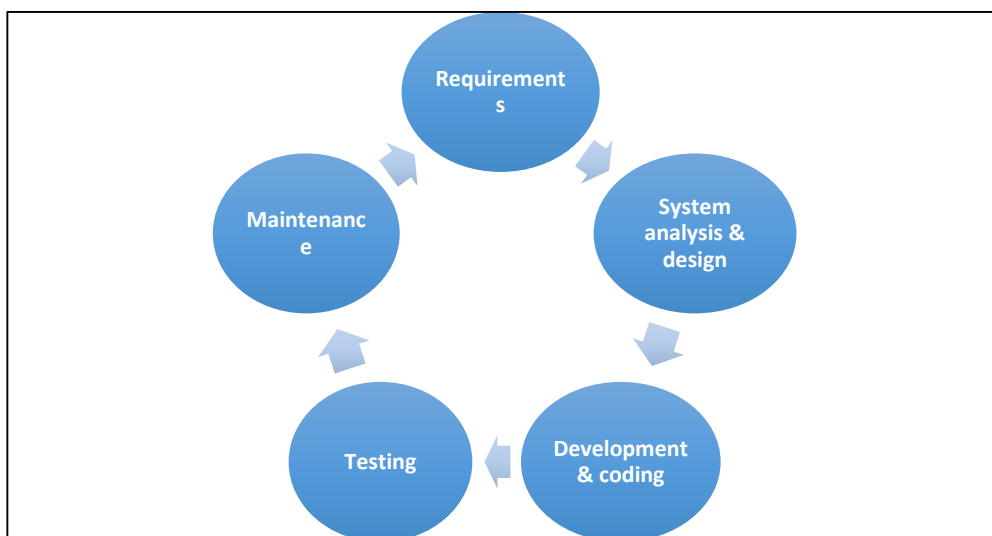 Requirement
s
System
analysis &
design
Development
& coding
Testing
Maintenanc
e